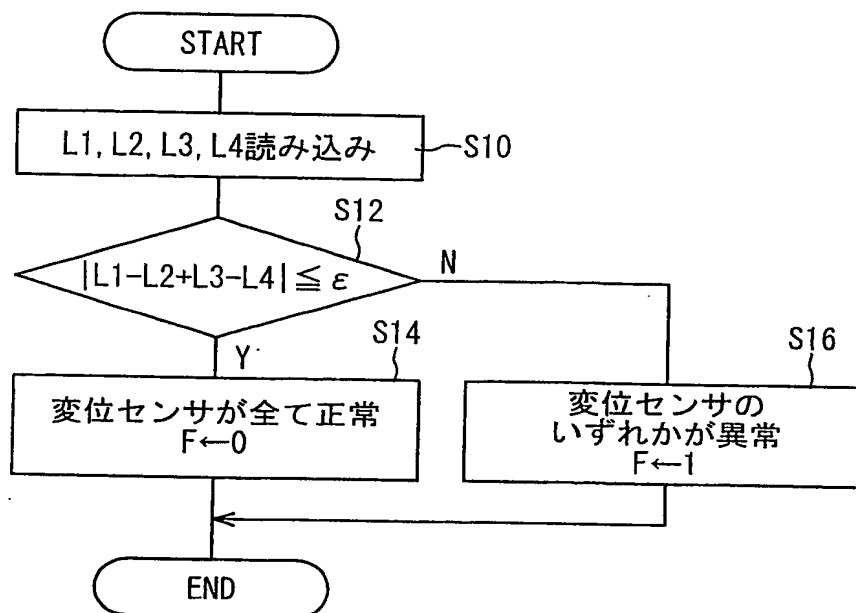 START
L1, L2, L3, L4読み込み
S10
S12
|L1-L2+L3-L4|≦ε
N
Y
S14
変位センサが全て正常
F←0
S16
変位センサの
いずれかが異常
F←1
END